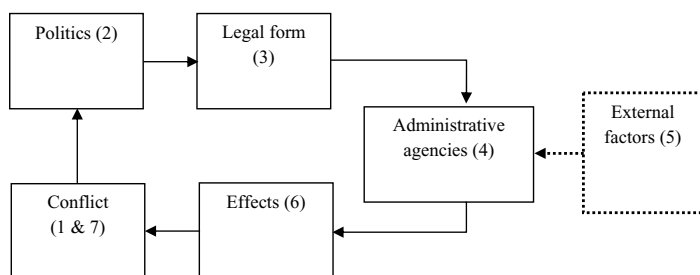 Politics (2)
Legal form
(3)
Administrative
agencies (4)
External
factors (5)
Conflict
(1 & 7)
Effects (6)